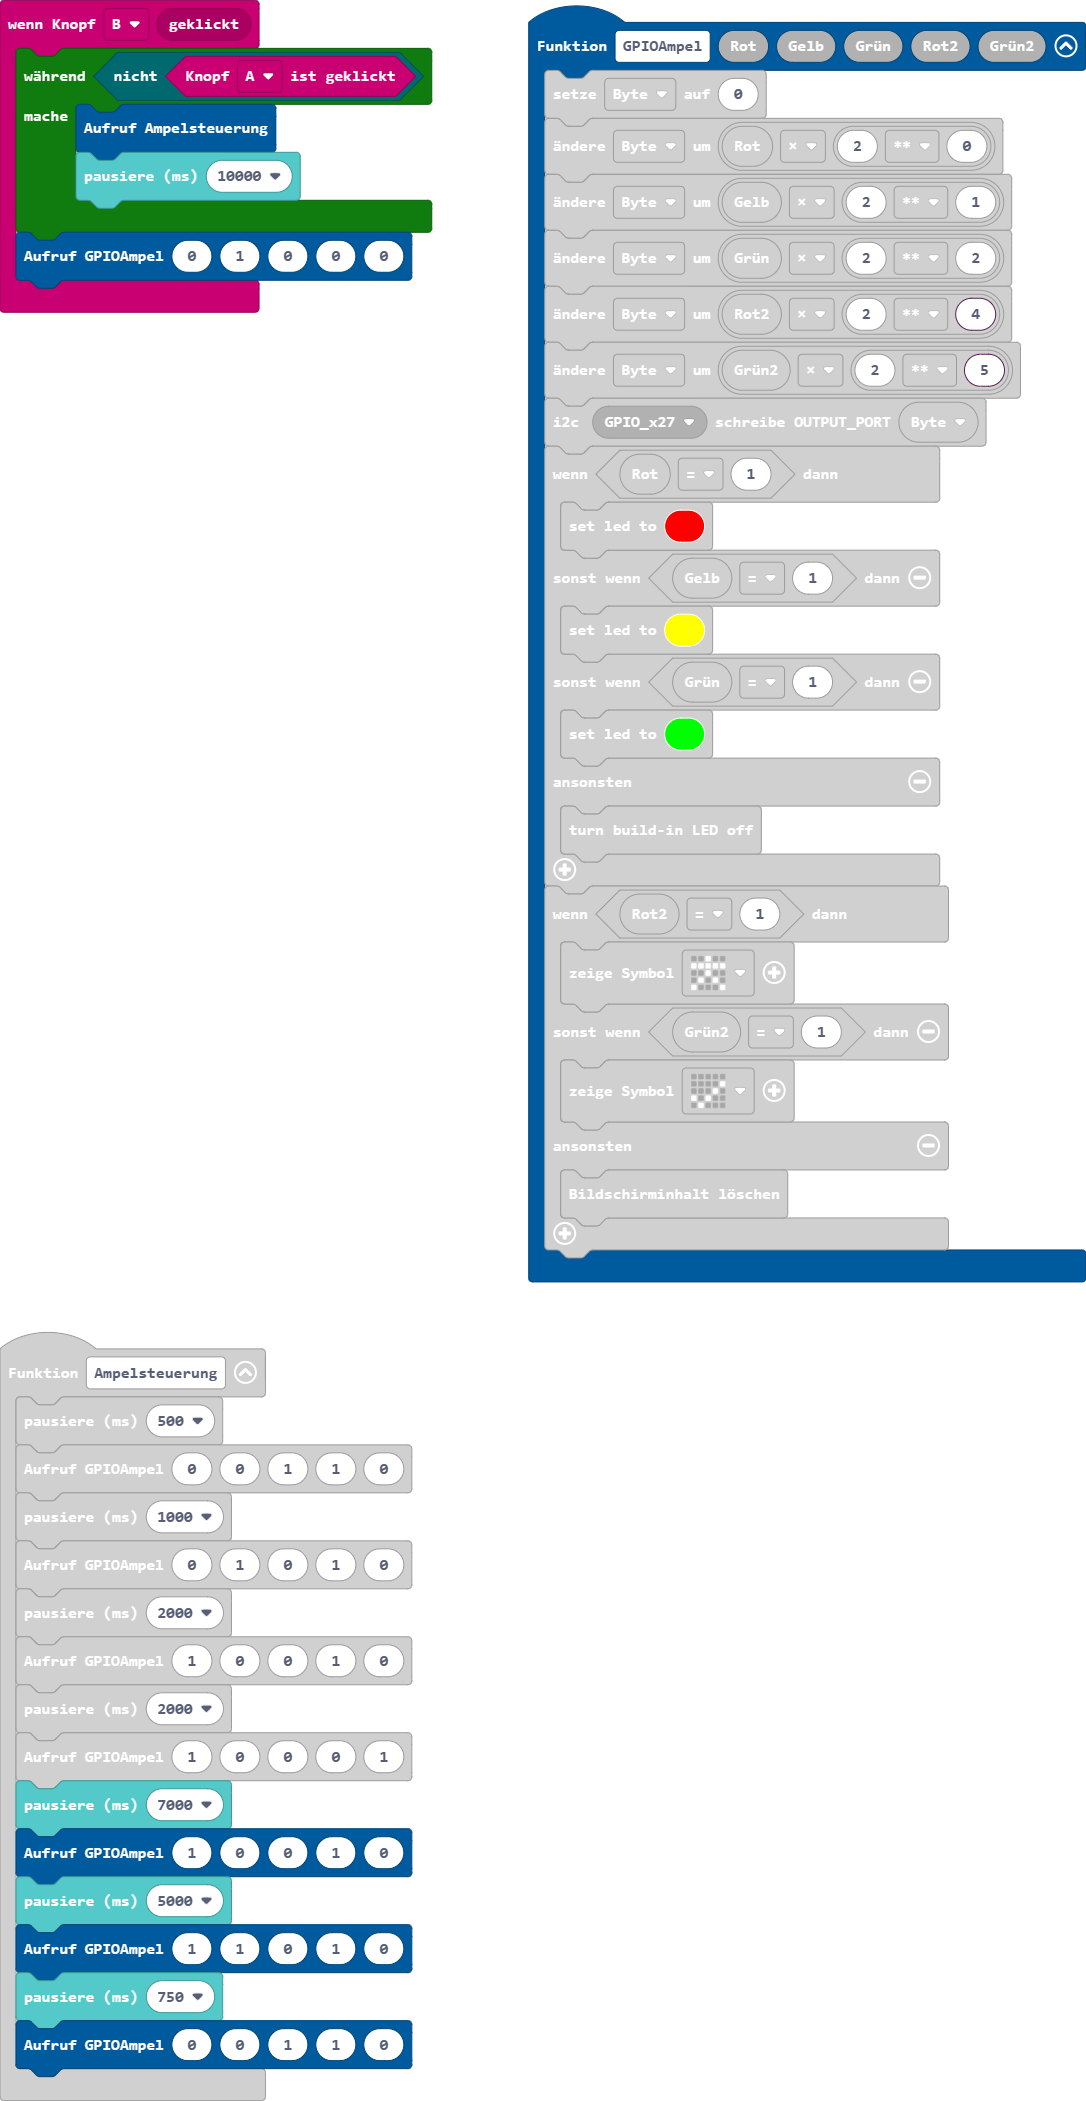 wenn Knopf B geklickt
während nicht Knopf A ist geklickt
mache
Aufruf Ampelsteuerung
pausiere (ms) 10000
Aufruf GPIOAmpel 0 1 0 0 0
Funktion GPIOAmpel Rot Gelb Grün Rot2 Grün2
setze Byte auf 0
ändere Byte um Rot × 2 ** 0
ändere Byte um Gelb × 2 ** 1
ändere Byte um Grün × 2 ** 2
ändere Byte um Rot2 × 2 ** 4
ändere Byte um Grün2 × 2 ** 5
i2c GPIO_x27 schreibe OUTPUT_PORT Byte
wenn Rot = 1 dann
set led to
sonst wenn Gelb = 1 dann
set led to
sonst wenn Grün = 1 dann
set led to
ansonsten
turn build-in LED off
wenn Rot2 = 1 dann
zeige Symbol
sonst wenn Grün2 = 1 dann
zeige Symbol
ansonsten
Bildschirminhalt löschen
Funktion Ampelsteuerung
pausiere (ms) 500
Aufruf GPIOAmpel 0 0 1 1 0
pausiere (ms) 1000
Aufruf GPIOAmpel 0 1 0 1 0
pausiere (ms) 2000
Aufruf GPIOAmpel 1 0 0 1 0
pausiere (ms) 2000
Aufruf GPIOAmpel 1 0 0 0 1
pausiere (ms) 7000
Aufruf GPIOAmpel 1 0 0 1 0
pausiere (ms) 5000
Aufruf GPIOAmpel 1 1 0 1 0
pausiere (ms) 750
Aufruf GPIOAmpel 0 0 1 1 0